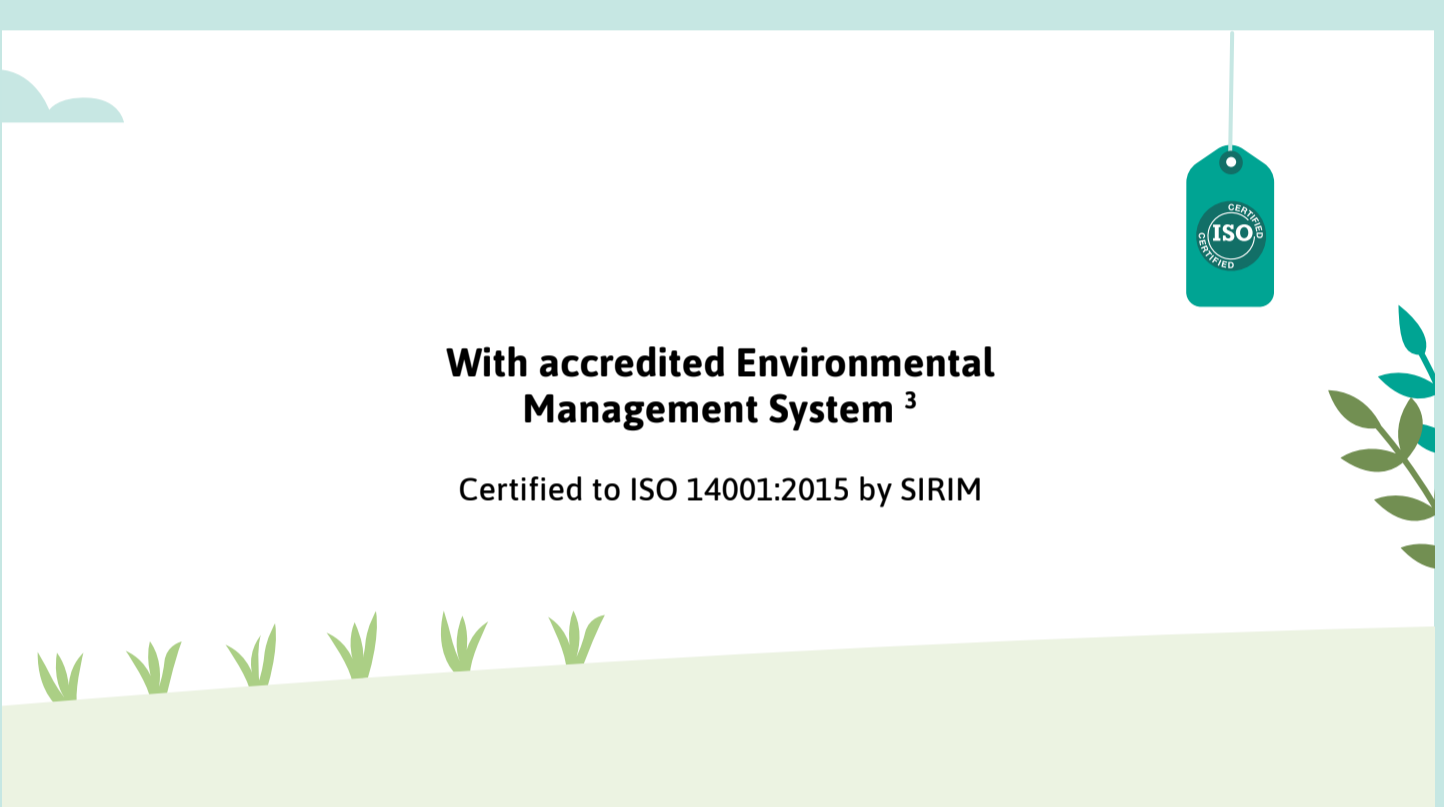 CERTIFIED
ISO
CERTIFIED
With accredited Environmental
Management System ³
Certified to ISO 14001:2015 by SIRIM